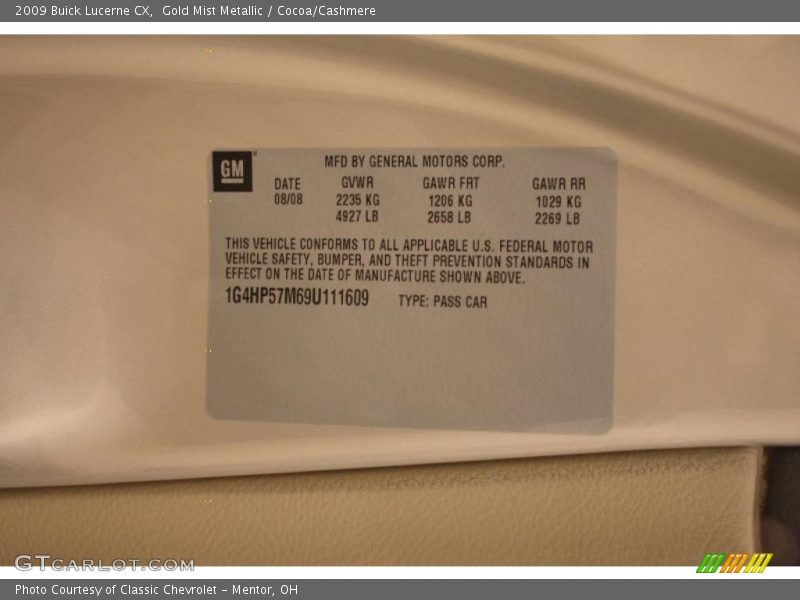 2009 Buick Lucerne CX, Gold Mist Metallic / Cocoa/Cashmere
GM
MFD BY GENERAL MOTORS CORP.
DATE GVWR GAWR FRT GAWR RR
08/08 2235 KG 1206 KG 1029 KG
4927 LB 2658 LB 2269 LB
THIS VEHICLE CONFORMS TO ALL APPLICABLE U.S. FEDERAL MOTOR
VEHICLE SAFETY, BUMPER, AND THEFT PREVENTION STANDARDS IN
EFFECT ON THE DATE OF MANUFACTURE SHOWN ABOVE.
1G4HP57M69U111609 TYPE: PASS CAR
GTCARLOT.COM
Photo Courtesy of Classic Chevrolet - Mentor, OH